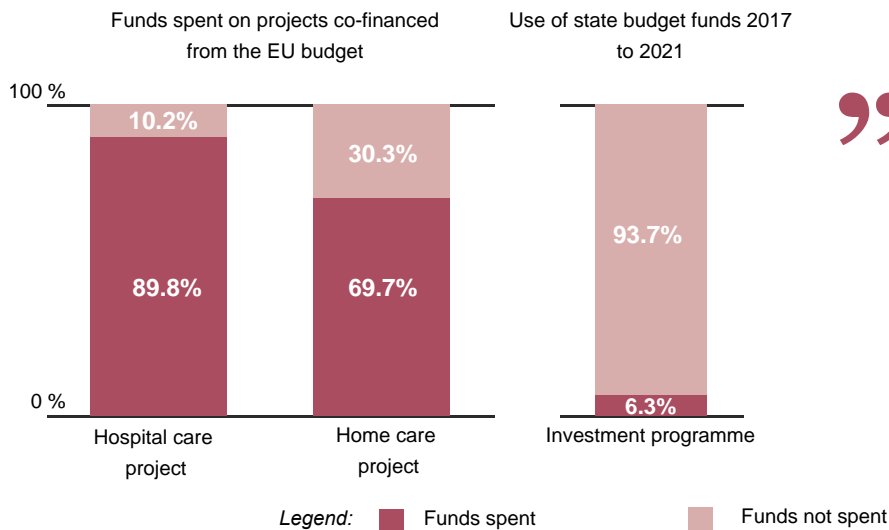 Funds spent on projects co-financed
from the EU budget
Use of state budget funds 2017
to 2021
100 %
10.2%
30.3%
93.7%
89.8%
69.7%
6.3%
0 %
Hospital care
project
Home care
project
Investment programme
Legend:
Funds spent
Funds not spent
”